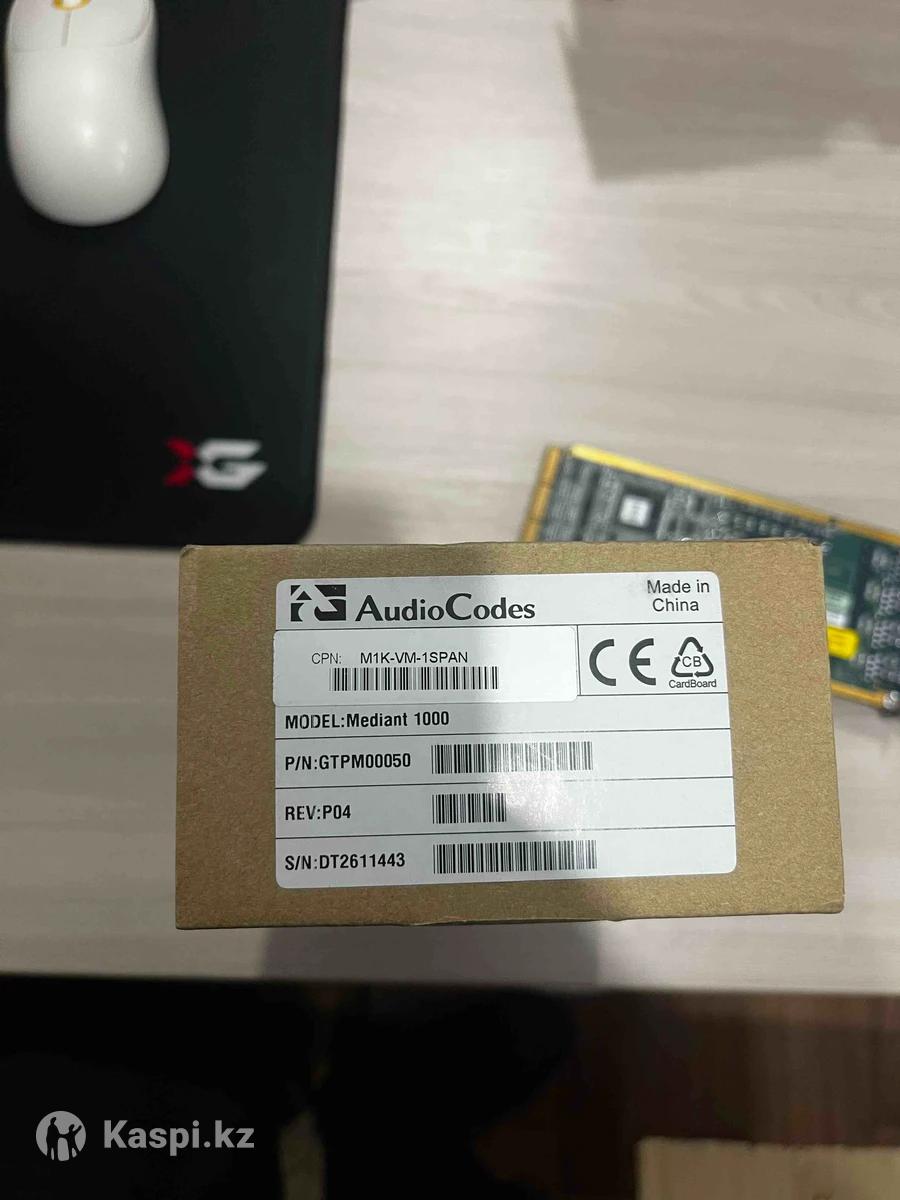 XG
AudioCodes
Made in
China
CPN: M1K-VM-1SPAN
CB
CardBoard
MODEL:Mediant 1000
P/N:GTPM00050
REV:P04
S/N:DT2611443
Kaspi.kz